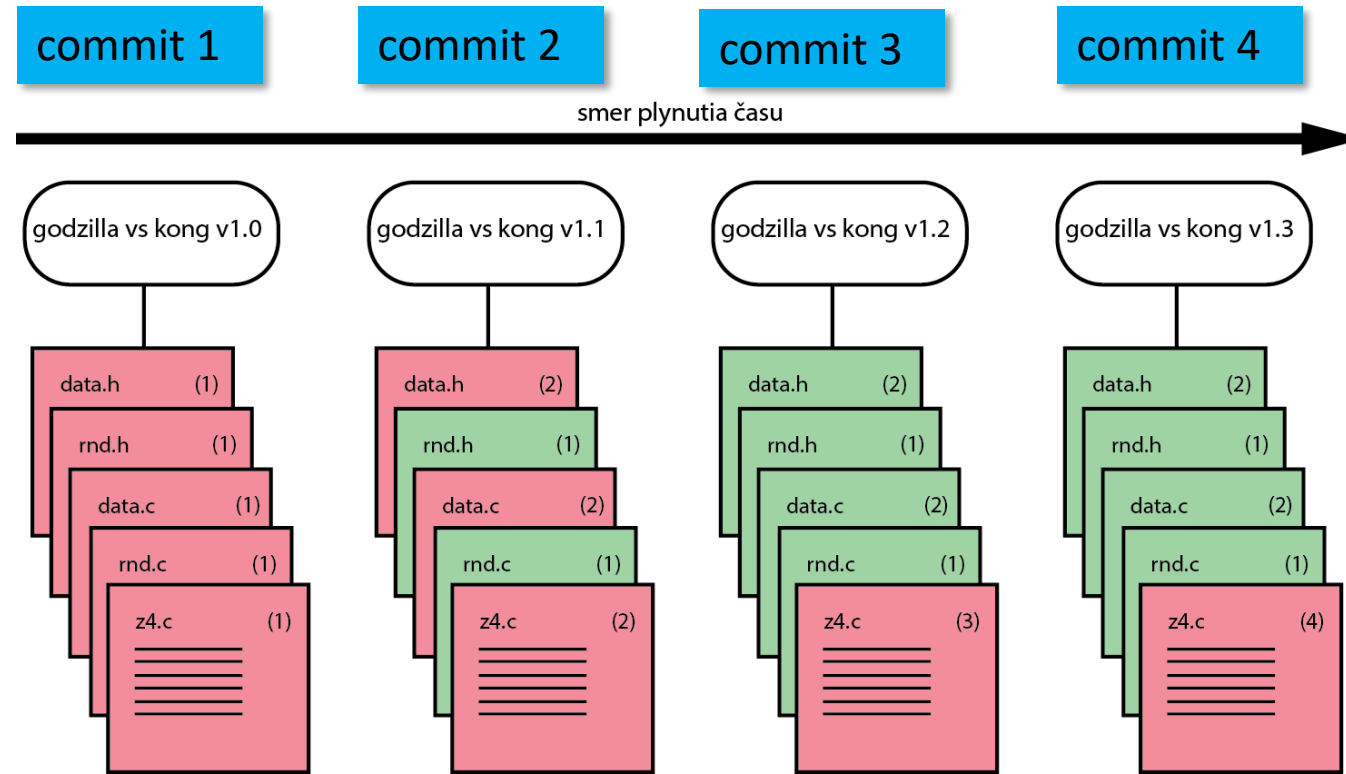 commit 1
commit 2
commit 3
commit 4
smer plynutia času
godzilla vs kong v1.0
godzilla vs kong v1.1
godzilla vs kong v1.2
godzilla vs kong v1.3
data.h (1)
rnd.h (1)
data.c (1)
rnd.c (1)
z4.c (1)
data.h (2)
rnd.h (1)
data.c (2)
rnd.c (1)
z4.c (2)
data.h (2)
rnd.h (1)
data.c (2)
rnd.c (1)
z4.c (3)
data.h (2)
rnd.h (1)
data.c (2)
rnd.c (1)
z4.c (4)